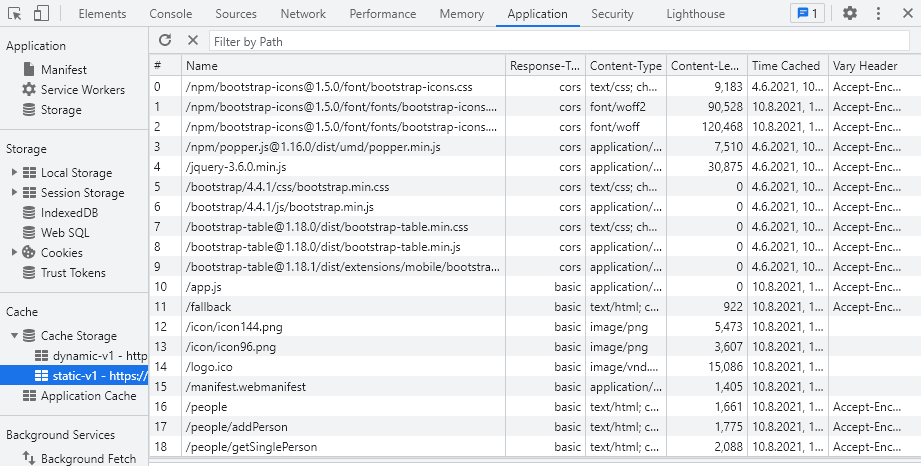 Elements Console Sources Network Performance Memory Application Security Lighthouse 1
Application
Manifest
Service Workers
Storage
Storage
Local Storage
Session Storage
IndexedDB
Web SQL
Cookies
Trust Tokens
Cache
Cache Storage
dynamic-v1 - http
static-v1 - https://
Application Cache
Background Services
Background Fetch
Filter by Path
# Name Response-T... Content-Type Content-Le... Time Cached Vary Header
0 /npm/bootstrap-icons@1.5.0/font/bootstrap-icons.css cors text/css; ch... 9,183 4.6.2021, 10... Accept-Enc...
1 /npm/bootstrap-icons@1.5.0/font/fonts/bootstrap-icons.... cors font/woff2 90,528 10.8.2021, 1... Accept-Enc...
2 /npm/bootstrap-icons@1.5.0/font/fonts/bootstrap-icons.... cors font/woff 120,468 10.8.2021, 1... Accept-Enc...
3 /npm/popper.js@1.16.0/dist/umd/popper.min.js cors application/... 7,510 4.6.2021, 10... Accept-Enc...
4 /jquery-3.6.0.min.js cors application/... 30,875 10.8.2021, 1... Accept-Enc...
5 /bootstrap/4.4.1/css/bootstrap.min.css cors text/css; ch... 0 4.6.2021, 10... Accept-Enc...
6 /bootstrap/4.4.1/js/bootstrap.min.js cors application/... 0 4.6.2021, 10... Accept-Enc...
7 /bootstrap-table@1.18.0/dist/bootstrap-table.min.css cors text/css; ch... 0 4.6.2021, 10... Accept-Enc...
8 /bootstrap-table@1.18.0/dist/bootstrap-table.min.js cors application/... 0 4.6.2021, 10... Accept-Enc...
9 /bootstrap-table@1.18.1/dist/extensions/mobile/bootstra... cors application/... 0 4.6.2021, 10... Accept-Enc...
10 /app.js basic application/... 0 10.8.2021, 1... Accept-Enc...
11 /fallback basic text/html; c... 922 10.8.2021, 1... Accept-Enc...
12 /icon/icon144.png basic image/png 5,473 10.8.2021, 1...
13 /icon/icon96.png basic image/png 3,607 10.8.2021, 1...
14 /logo.ico basic image/vnd.... 15,086 10.8.2021, 1...
15 /manifest.webmanifest basic application/... 1,405 10.8.2021, 1...
16 /people basic text/html; c... 1,661 10.8.2021, 1... Accept-Enc...
17 /people/addPerson basic text/html; c... 1,775 10.8.2021, 1... Accept-Enc...
18 /people/getSinglePerson basic text/html; c... 2,088 10.8.2021, 1... Accept-Enc...